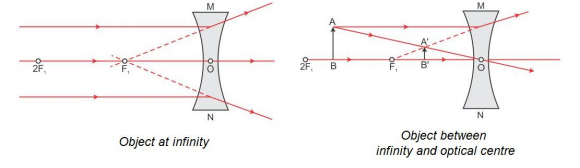 M
2F₁
F₁
O
N
Object at infinity
M
A
A'
2F₁
B
F₁
B'
O
N
Object between
infinity and optical centre